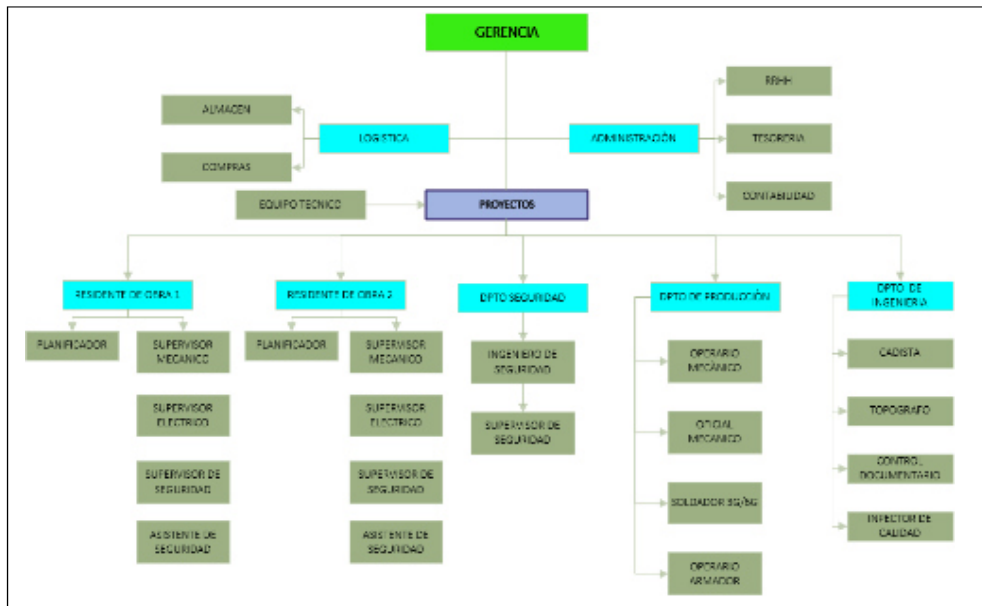 GERENCIA
RRHH
ALMACEN
LOGISTICA
ADMINISTRACIÓN
TESORERIA
COMPRAS
CONTABILIDAD
EQUIPO TECNICO
PROYECTOS
RESIDENTE DE OBRA 1
RESIDENTE DE OBRA 2
DPTO SEGURIDAD
DPTO DE PRODUCCIÓN
DPTO. DE
INGENIERIA
PLANIFICADOR
SUPERVISOR
MECANICO
PLANIFICADOR
SUPERVISOR
MECANICO
INGENIERO DE
SEGURIDAD
OPERARIO
MECÁNICO
CADISTA
SUPERVISOR
ELECTRICO
SUPERVISOR
ELECTRICO
SUPERVISOR DE
SEGURIDAD
OFICIAL
MECANICO
TOPOGRAFO
SUPERVISOR DE
SEGURIDAD
SUPERVISOR DE
SEGURIDAD
SOLDADOR 3G/6G
CONTROL
DOCUMENTARIO
ASISTENTE DE
SEGURIDAD
ASISTENTE DE
SEGURIDAD
OPERARIO
ARMADOR
INPECTOR DE
CALIDAD